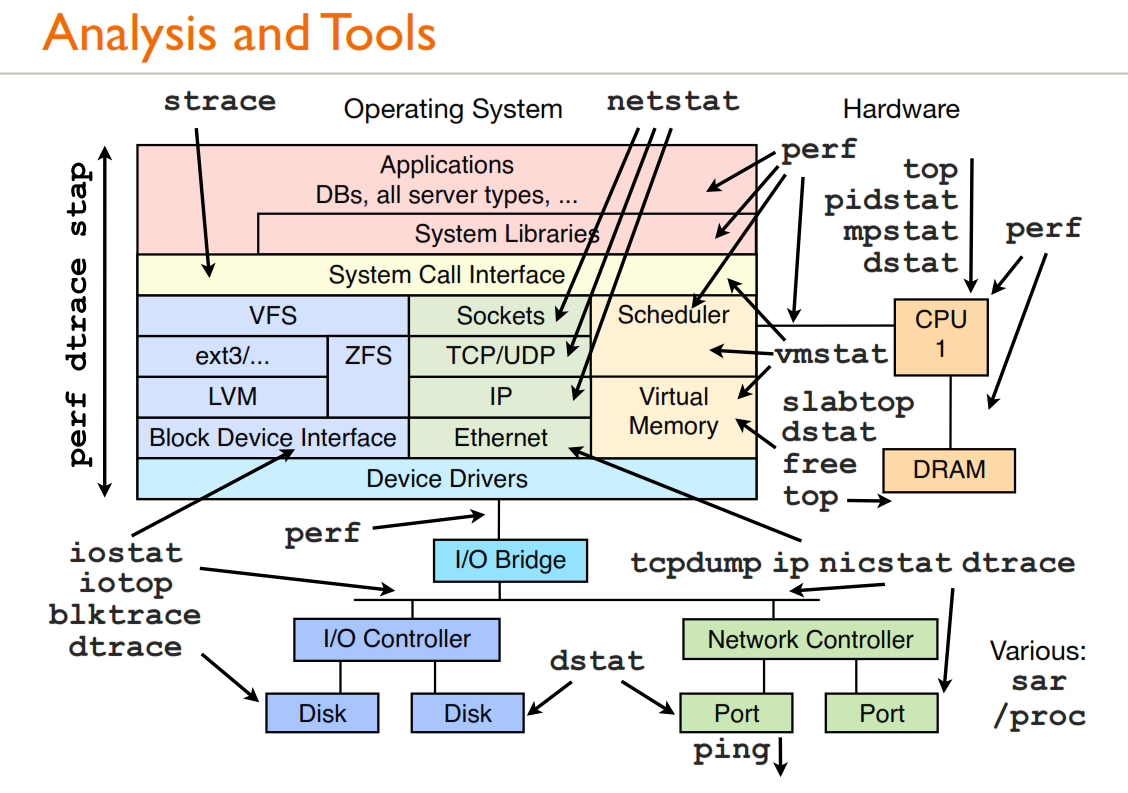 Analysis and Tools
strace
Operating System
netstat
Hardware
perf dtrace stap
Applications
DBs, all server types, ...
System Libraries
System Call Interface
VFS
Sockets
Scheduler
ext3/...
ZFS
TCP/UDP
LVM
IP
Virtual
Memory
Block Device Interface
Ethernet
Device Drivers
perf
top
pidstat
mpstat
dstat
perf
CPU
1
vmstat
slabtop
dstat
free
top
DRAM
perf
I/O Bridge
iostat
iotop
blktrace
dtrace
tcpdump ip nicstat dtrace
I/O Controller
Network Controller
dstat
Disk
Disk
Port
Port
ping
Various:
sar
/proc